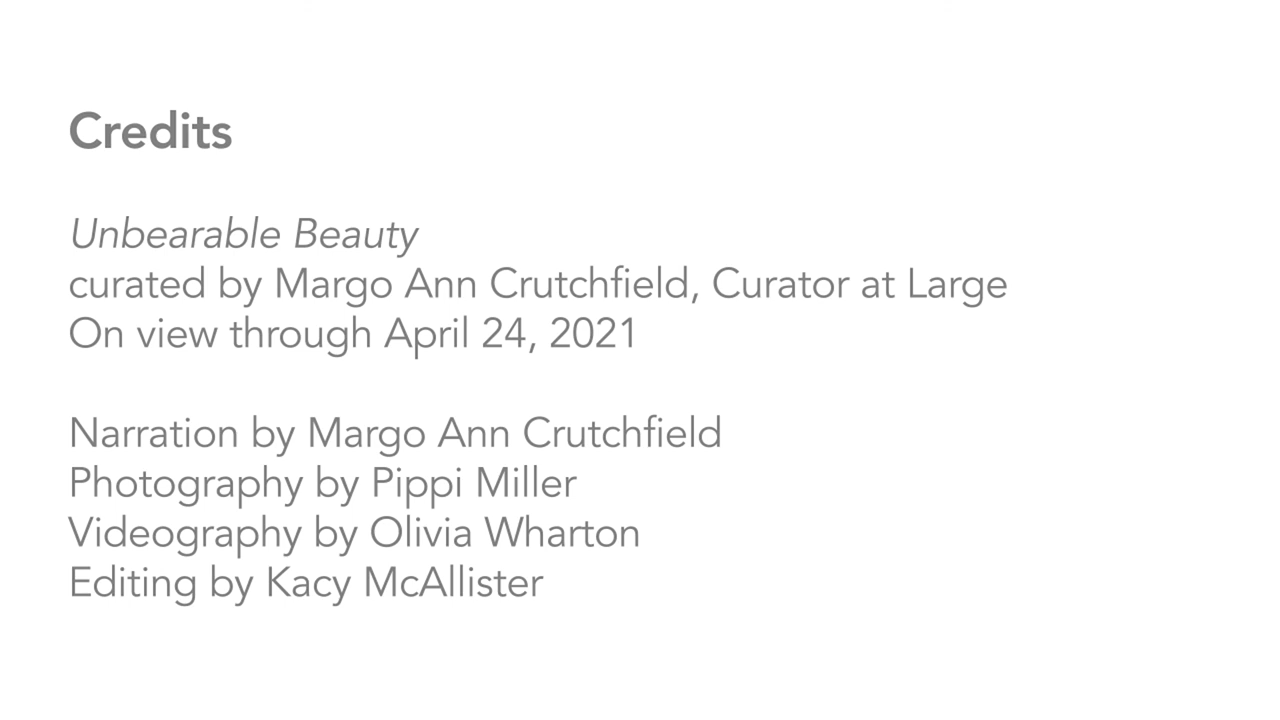 Credits
Unbearable Beauty
curated by Margo Ann Crutchfield, Curator at Large
On view through April 24, 2021
Narration by Margo Ann Crutchfield
Photography by Pippi Miller
Videography by Olivia Wharton
Editing by Kacy McAllister